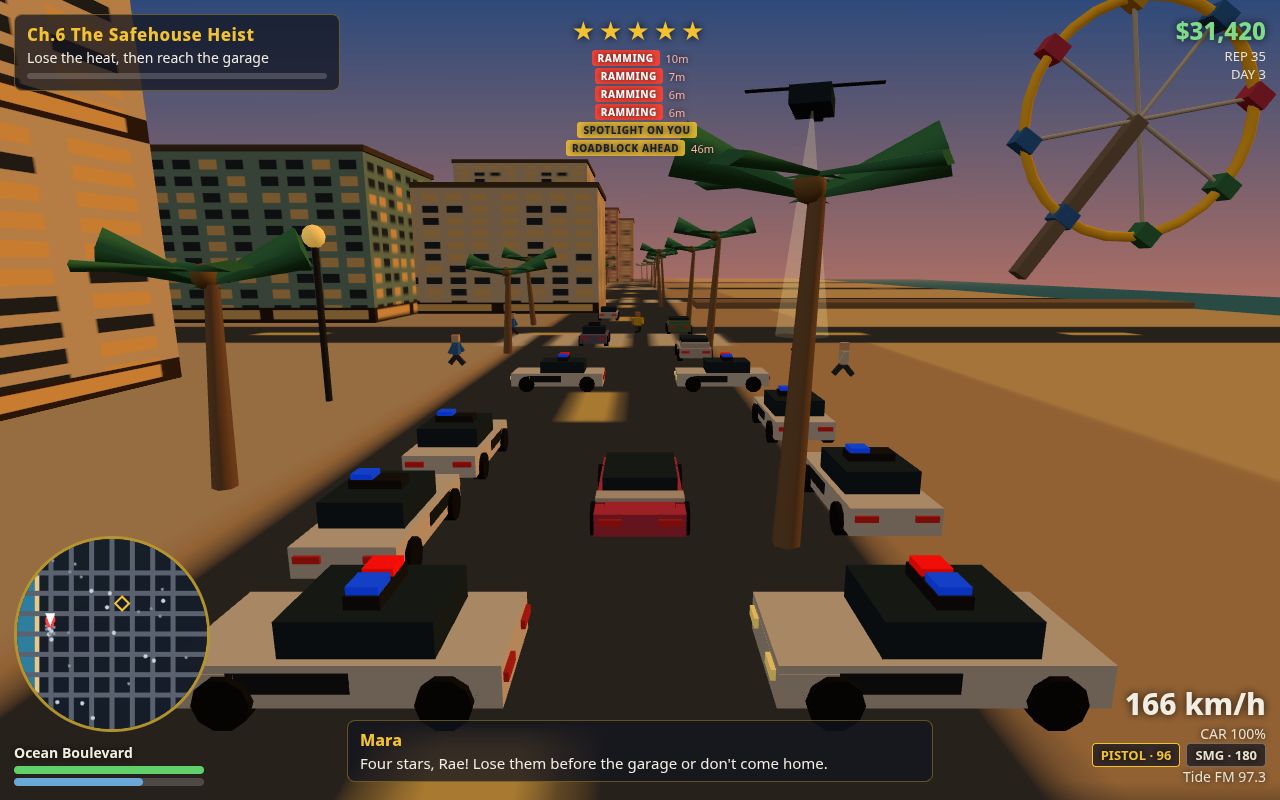 Ch.6 The Safehouse Heist
Lose the heat, then reach the garage
★ ★ ★ ★ ★
RAMMING 10m
RAMMING 7m
RAMMING 6m
RAMMING 6m
SPOTLIGHT ON YOU
ROADBLOCK AHEAD 46m
$31,420
REP 35
DAY 3
Ocean Boulevard
Mara
Four stars, Rae! Lose them before the garage or don't come home.
166 km/h
CAR 100%
PISTOL · 96 SMG · 180
Tide FM 97.3